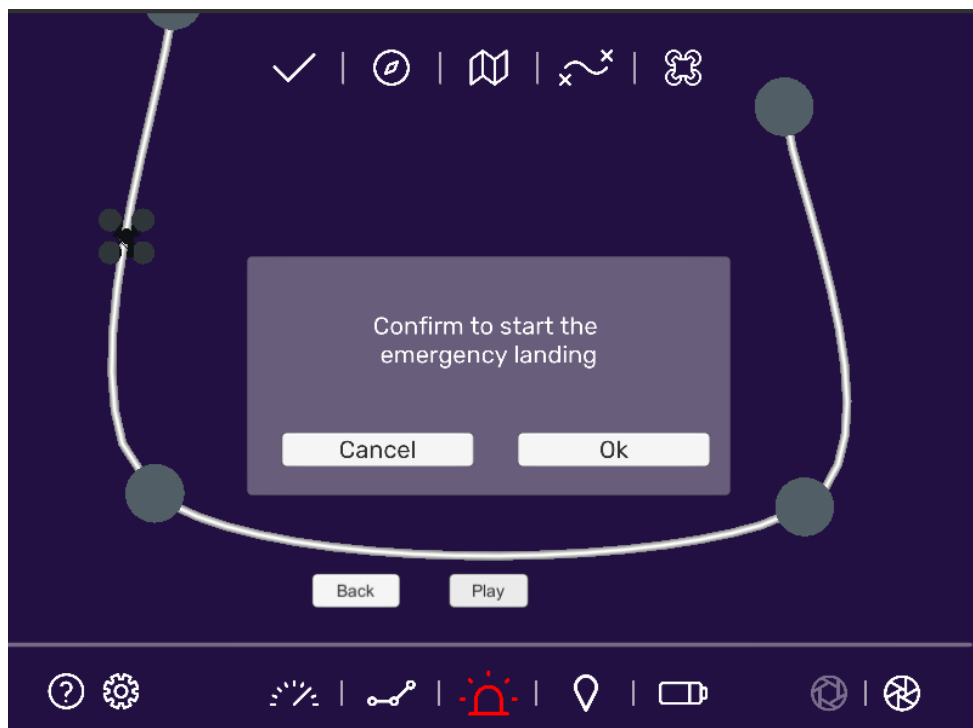 Confirm to start the
emergency landing
Cancel
Ok
Back
Play